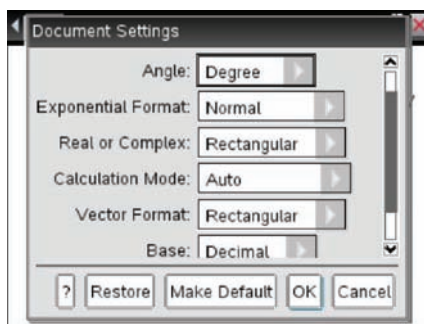 Document Settings
Angle: Degree
Exponential Format: Normal
Real or Complex: Rectangular
Calculation Mode: Auto
Vector Format: Rectangular
Base: Decimal
? Restore Make Default OK Cancel